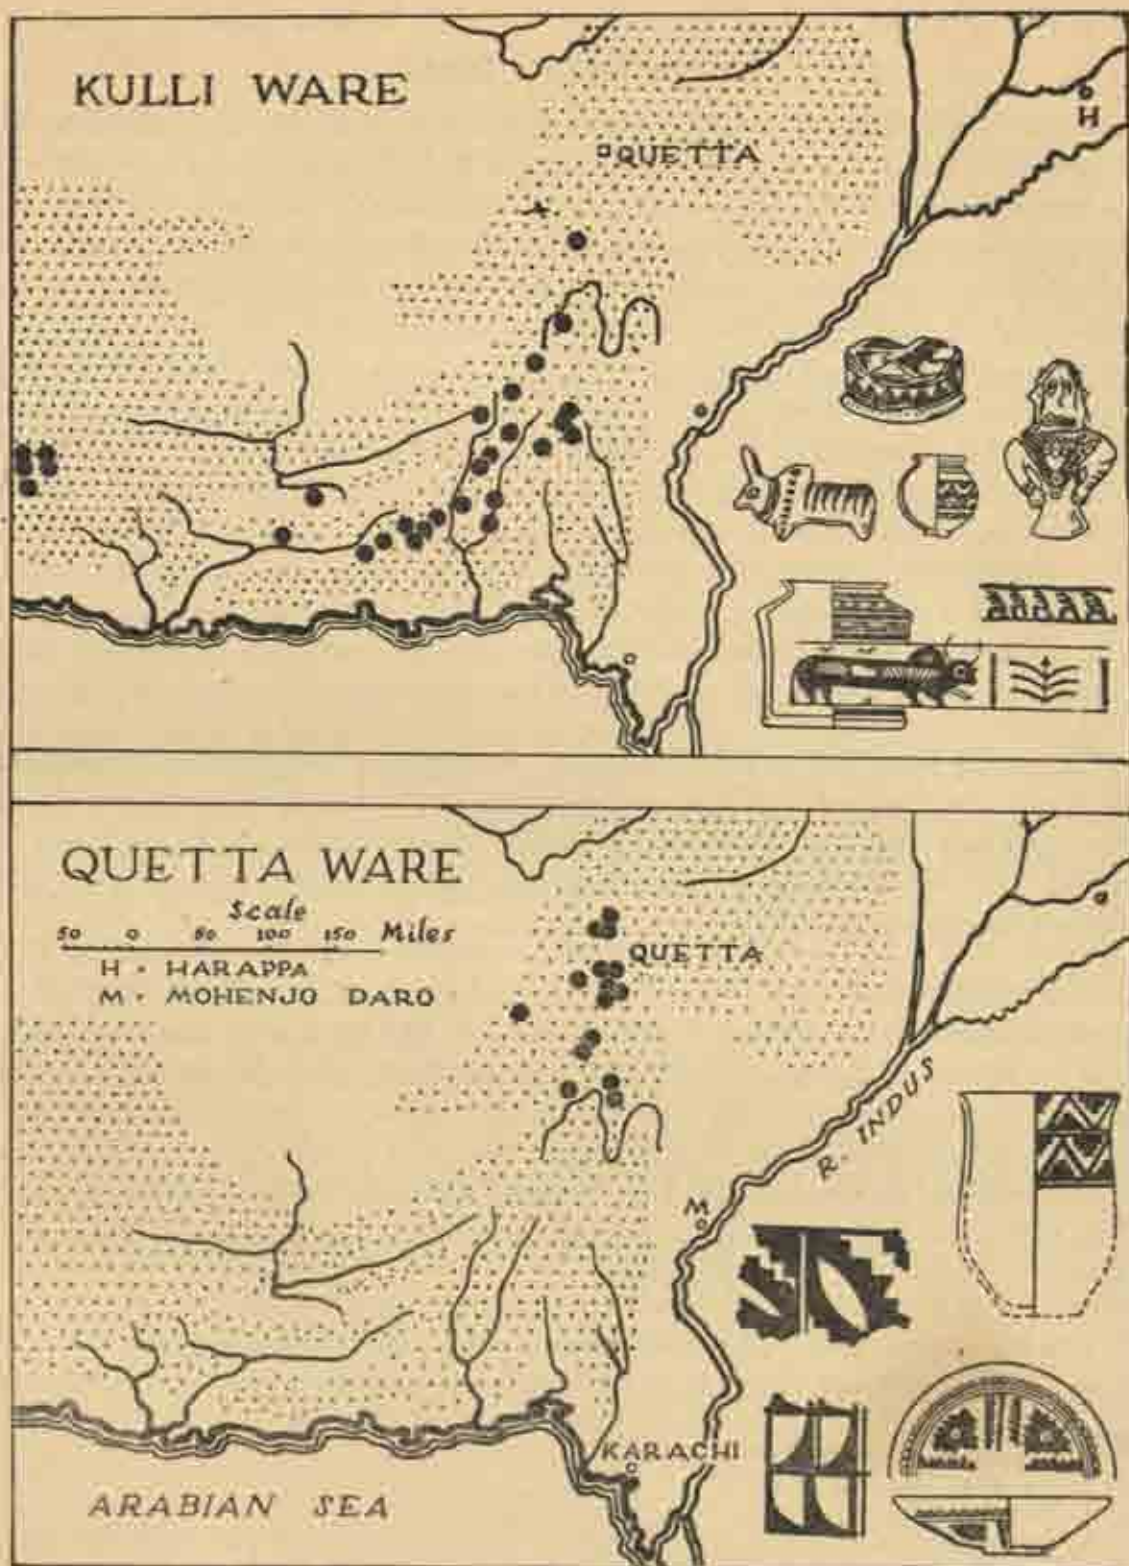 KULLI WARE
QUETTA
H
QUETTA WARE
Scale
50 0 50 100 150 Miles
H · HARAPPA
M · MOHENJO DARO
QUETTA
R. INDUS
M
KARACHI
ARABIAN SEA